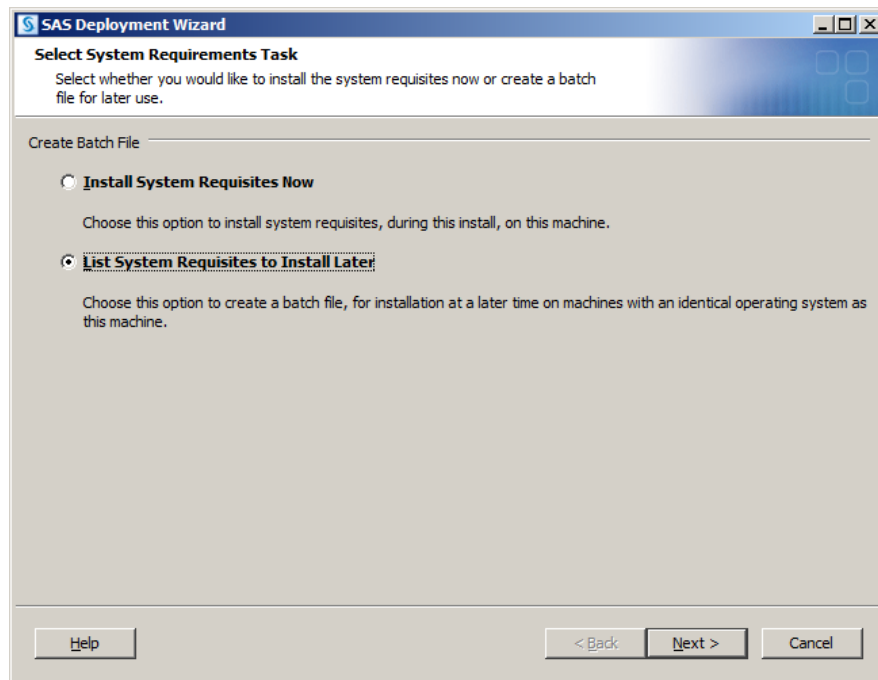 SAS Deployment Wizard
Select System Requirements Task
Select whether you would like to install the system requisites now or create a batch
file for later use.
Create Batch File
Install System Requisites Now
Choose this option to install system requisites, during this install, on this machine.
List System Requisites to Install Later
Choose this option to create a batch file, for installation at a later time on machines with an identical operating system as
this machine.
Help
< Back
Next >
Cancel